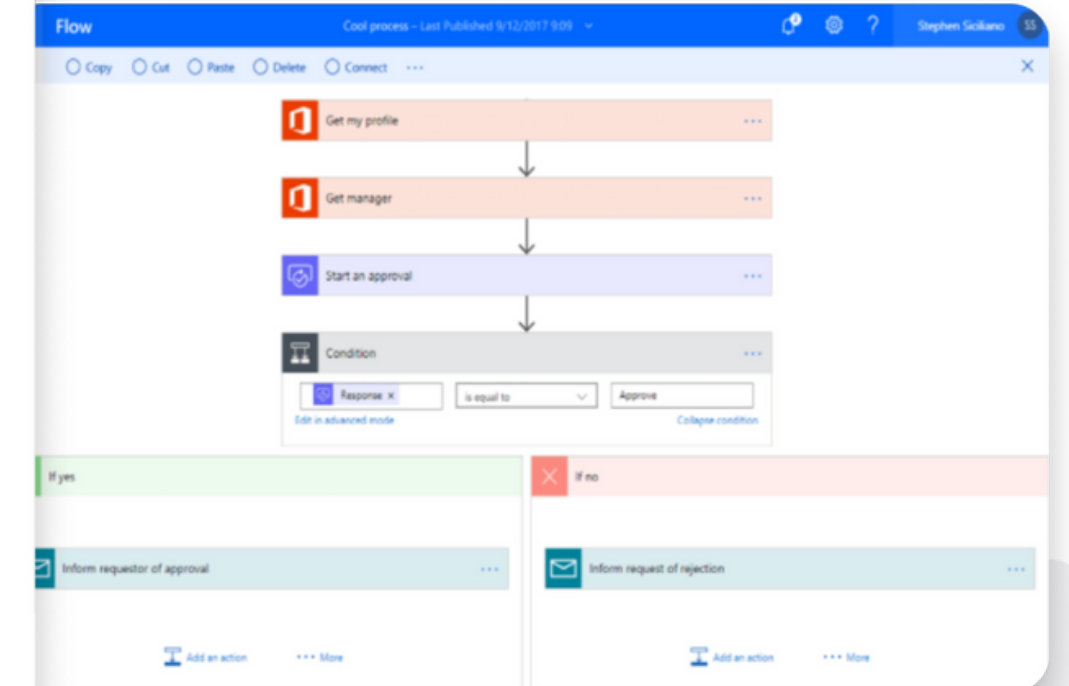 Flow Cool process – Last Published 9/12/2017 9:09 ? Stephen Siciliano SS
Copy Cut Paste Delete Connect ...
Get my profile ...
Get manager ...
Start an approval ...
Condition ...
Response x is equal to Approve
Edit in advanced mode Collapse condition
If yes If no
Inform requestor of approval ... Inform request of rejection ...
Add an action ... More Add an action ... More